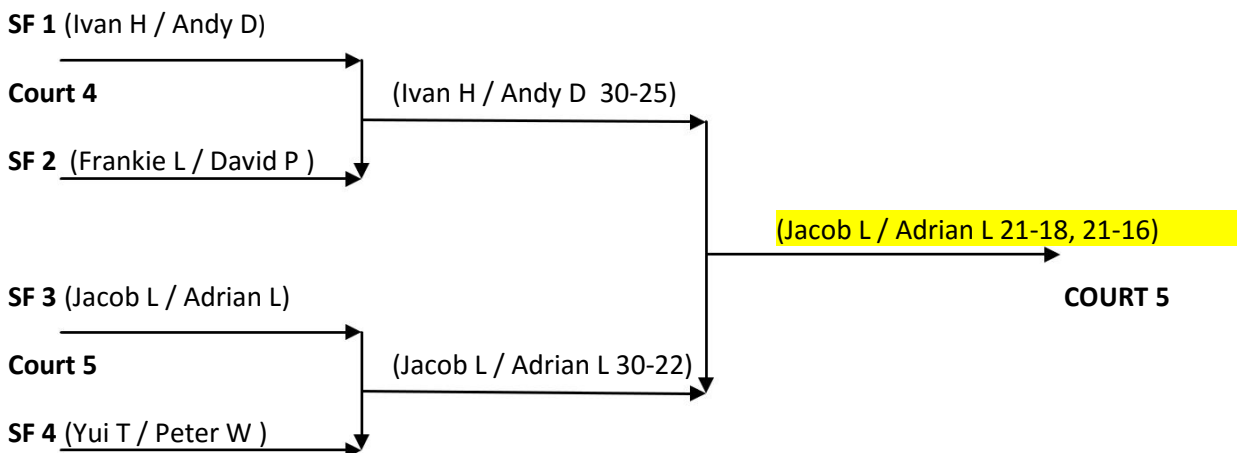 SF 1 (Ivan H / Andy D)
Court 4
(Ivan H / Andy D  30-25)
SF 2  (Frankie L / David P )
(Jacob L / Adrian L 21-18, 21-16)
SF 3 (Jacob L / Adrian L)
COURT 5
Court 5
(Jacob L / Adrian L 30-22)
SF 4 (Yui T / Peter W )